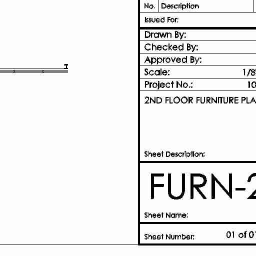 No. Description
Issued For:
Drawn By:
Checked By:
Approved By:
Scale: 1/8
Project No.: 10
2ND FLOOR FURNITURE PLA
Sheet Description:
FURN-2
Sheet Name:
Sheet Number: 01 of 01